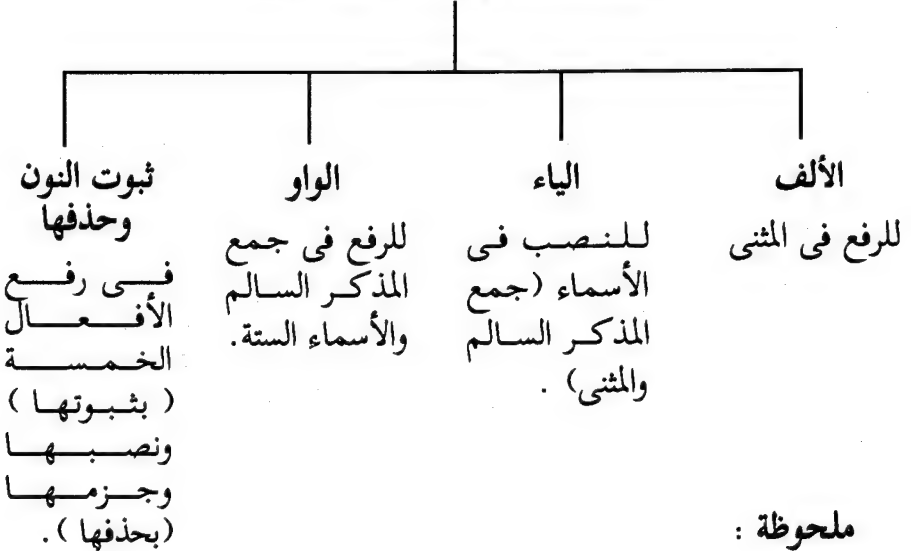 الألف
للرفع فى المثنى
الياء
للنصب فى
الأسماء (جمع
المذكر السالم
والمثنى) .
الواو
للرفع فى جمع
المذكر السالم
والأسماء الستة.
ثبوت النون
وحذفها
فى رفع
الأفعال
الخمسة
( بثبوتها )
ونصبها
وجزمها
(بحذفها ) .
ملحوظة :